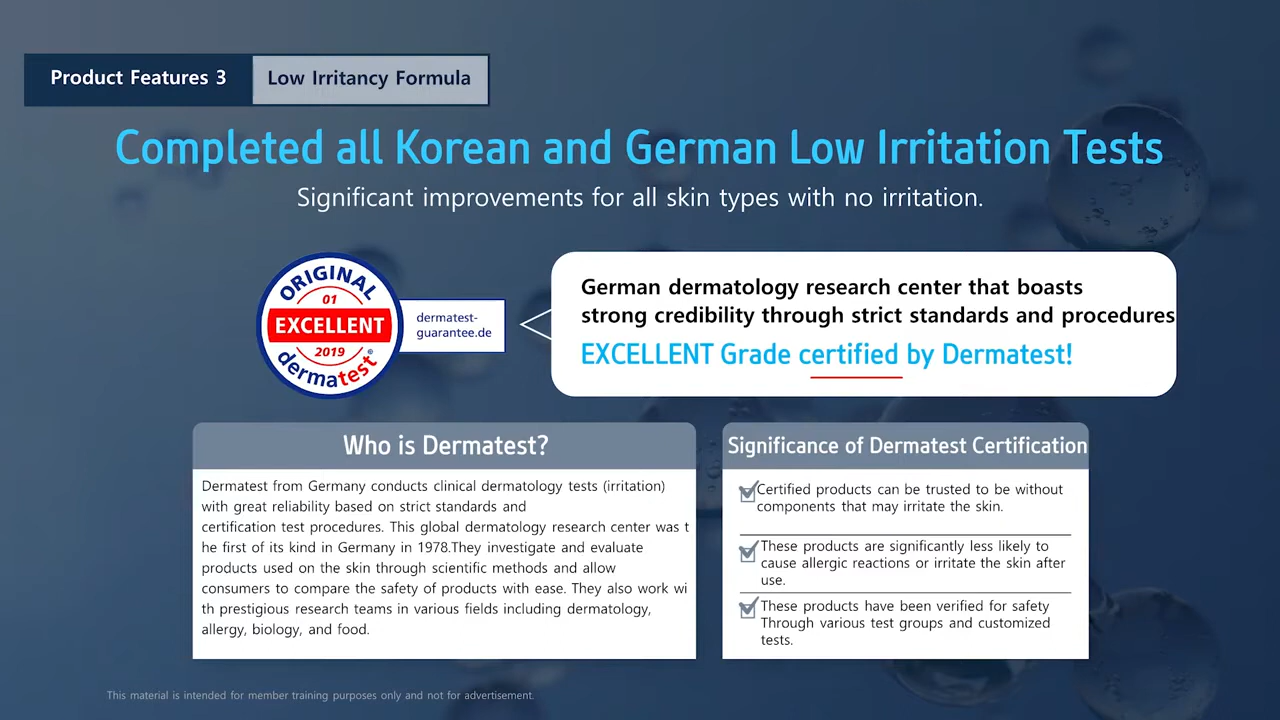 Product Features 3
Low Irritancy Formula
Completed all Korean and German Low Irritation Tests
Significant improvements for all skin types with no irritation.
ORIGINAL
01
EXCELLENT
2019
dermatest®
dermatest-
guarantee.de
German dermatology research center that boasts
strong credibility through strict standards and procedures
EXCELLENT Grade certified by Dermatest!
Who is Dermatest?
Dermatest from Germany conducts clinical dermatology tests (irritation)
with great reliability based on strict standards and
certification test procedures. This global dermatology research center was t
he first of its kind in Germany in 1978.They investigate and evaluate
products used on the skin through scientific methods and allow
consumers to compare the safety of products with ease. They also work wi
th prestigious research teams in various fields including dermatology,
allergy, biology, and food.
Significance of Dermatest Certification
Certified products can be trusted to be without
components that may irritate the skin.
These products are significantly less likely to
cause allergic reactions or irritate the skin after
use.
These products have been verified for safety
Through various test groups and customized
tests.
This material is intended for member training purposes only and not for advertisement.